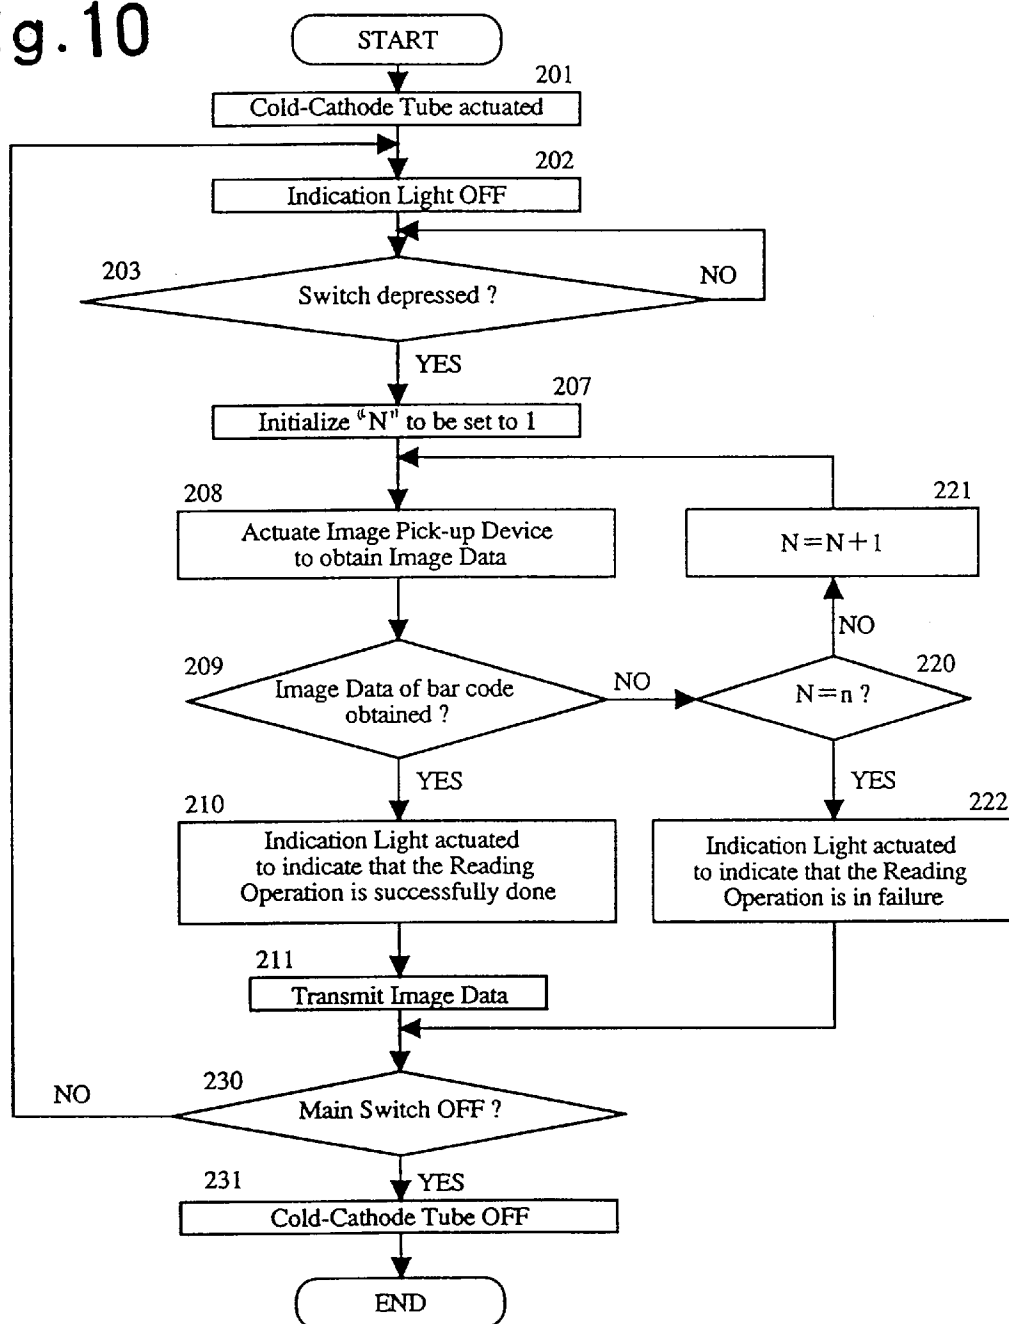 g.10
START
201
Cold-Cathode Tube actuated
202
Indication Light OFF
203
Switch depressed ?
NO
YES
207
Initialize "N" to be set to 1
208
Actuate Image Pick-up Device
to obtain Image Data
221
N=N+1
NO
209
Image Data of bar code
obtained ?
NO
220
N=n ?
YES
YES
210
Indication Light actuated
to indicate that the Reading
Operation is successfully done
222
Indication Light actuated
to indicate that the Reading
Operation is in failure
211
Transmit Image Data
230
Main Switch OFF ?
NO
YES
231
Cold-Cathode Tube OFF
END